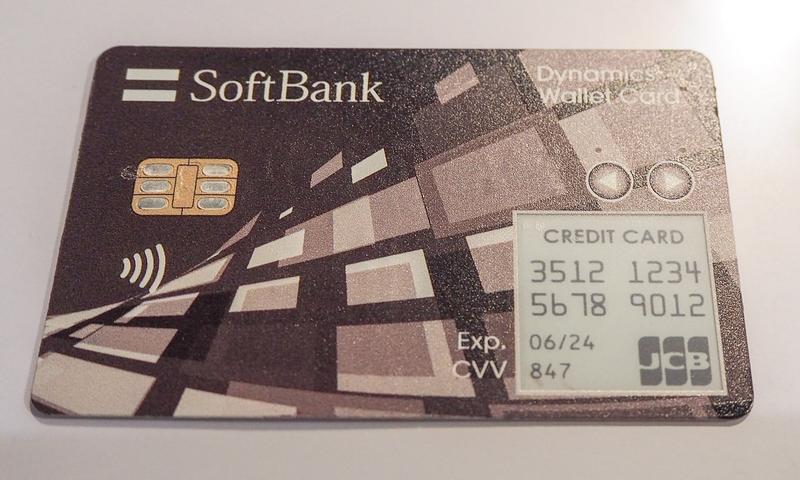 SoftBank
Dynamics
Wallet Card
CREDIT CARD
3512 1234
5678 9012
Exp. 06/24
CVV 847
JCB